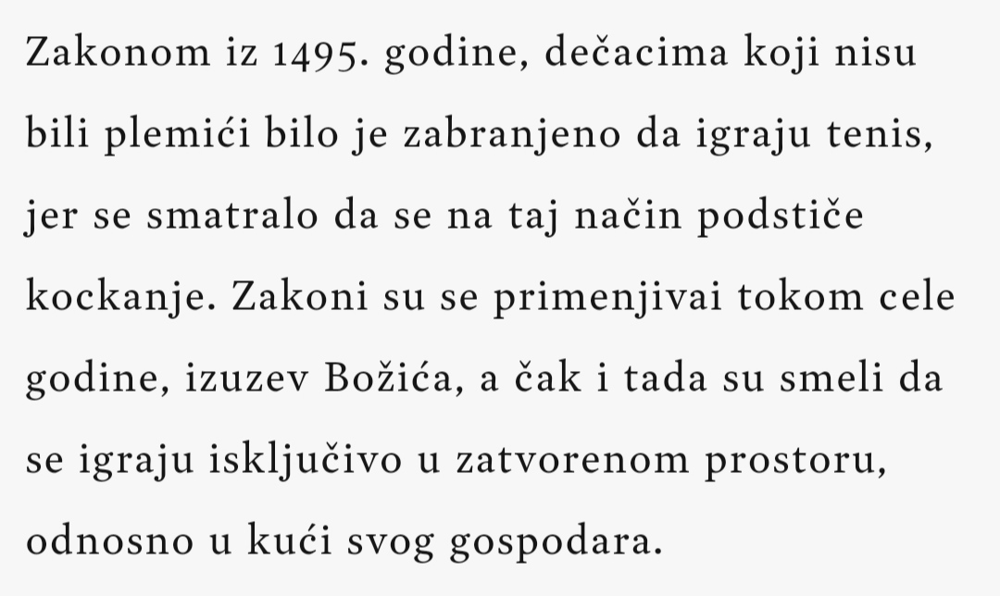 Zakonom iz 1495. godine, dečacima koji nisu
bili plemići bilo je zabranjeno da igraju tenis,
jer se smatralo da se na taj način podstiče
kockanje. Zakoni su se primenjivai tokom cele
godine, izuzev Božića, a čak i tada su smeli da
se igraju isključivo u zatvorenom prostoru,
odnosno u kući svog gospodara.